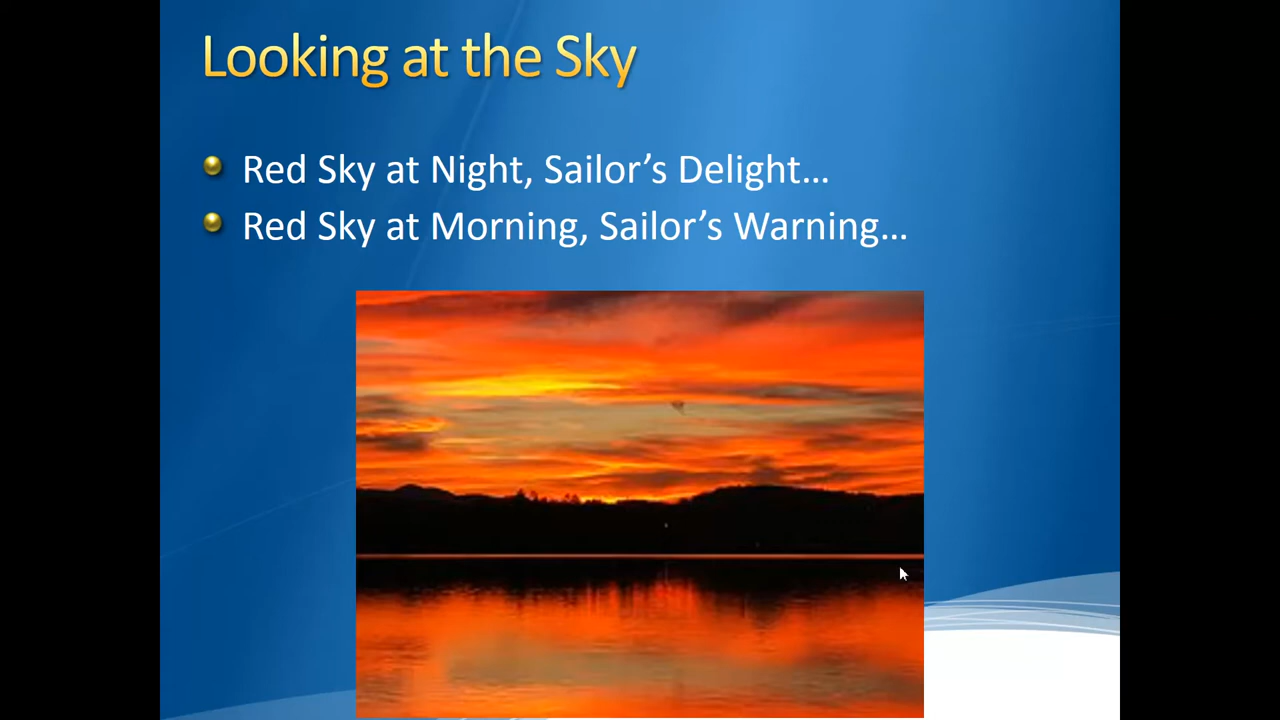 Looking at the Sky
Red Sky at Night, Sailor’s Delight…
Red Sky at Morning, Sailor’s Warning…